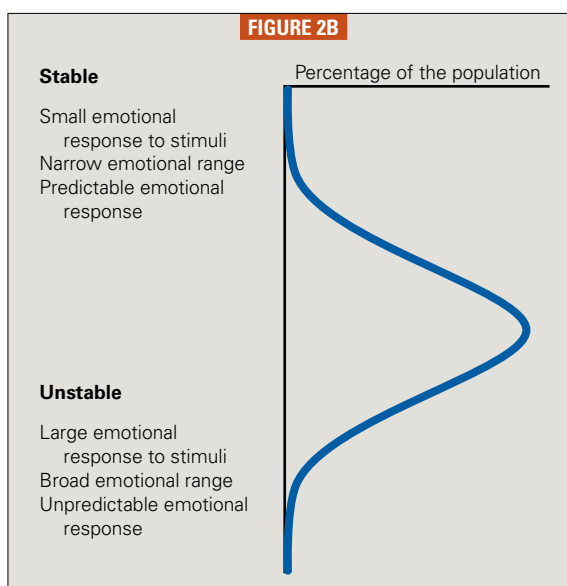 FIGURE 2B
Stable
Percentage of the population
Small emotional
response to stimuli
Narrow emotional range
Predictable emotional
response
Unstable
Large emotional
response to stimuli
Broad emotional range
Unpredictable emotional
response